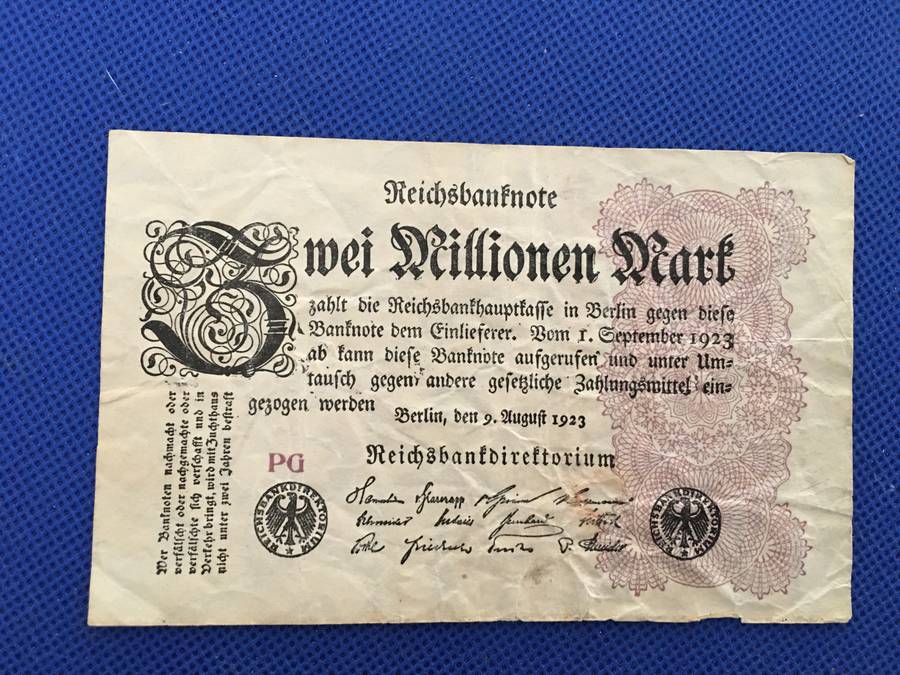 Reichsbanknote
Zwei Millionen Mark
zahlt die Reichsbankhauptkasse in Berlin gegen diese
Banknote dem Einlieferer. Vom 1. September 1923
ab kann diese Banknote aufgerufen und unter Um-
tausch gegen andere gesetzliche Zahlungsmittel ein-
gezogen werden
Berlin, den 9. August 1923
Reichsbankdirektorium
PG
REICHSBANKDIREKTORIUM
REICHSBANKDIREKTORIUM
Wer Banknoten nachmacht oder
verfälscht oder nachgemachte oder
verfälschte sich verschafft und in
Verkehr bringt, wird mit Zuchthaus
nicht unter zwei Jahren bestraft